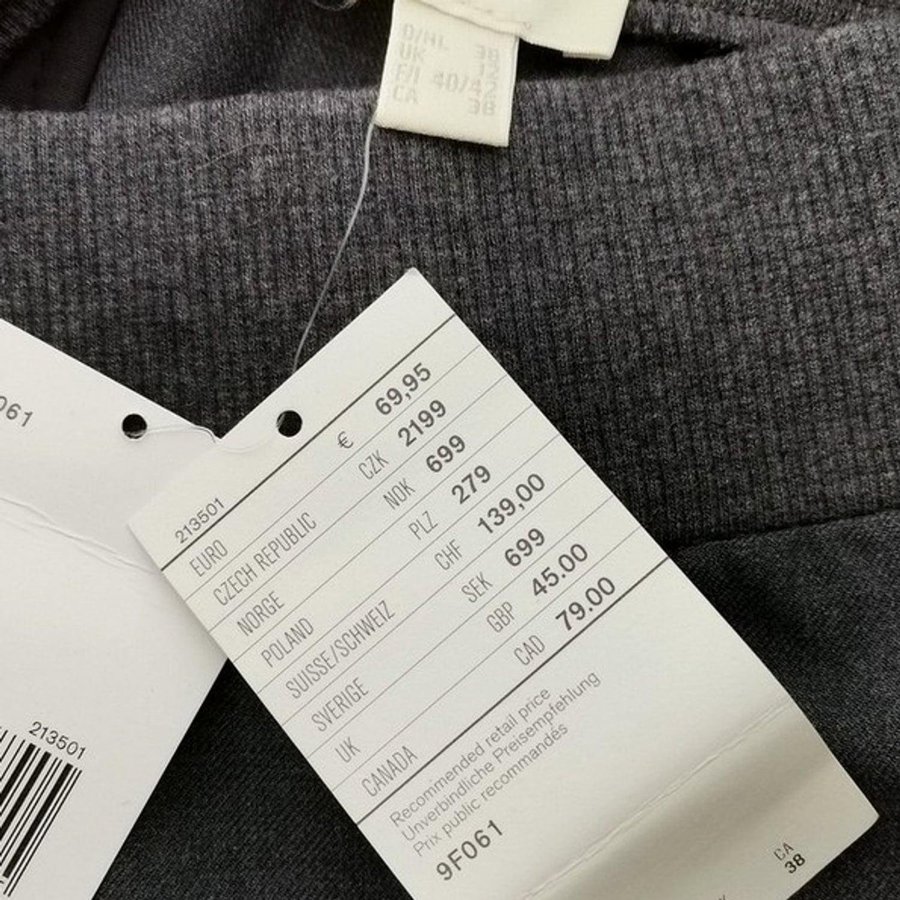 D/NL 38
UK 12
F/I 40/42
CA 38
213501
EURO € 69,95
CZECH REPUBLIC CZK 2199
NORGE NOK 699
POLAND PLZ 279
SUISSE/SCHWEIZ CHF 139,00
SVERIGE SEK 699
UK GBP 45.00
CANADA CAD 79.00
Recommended retail price
Unverbindliche Preisempfehlung
Prix public recommandés
9F061
CA
38
061
213501